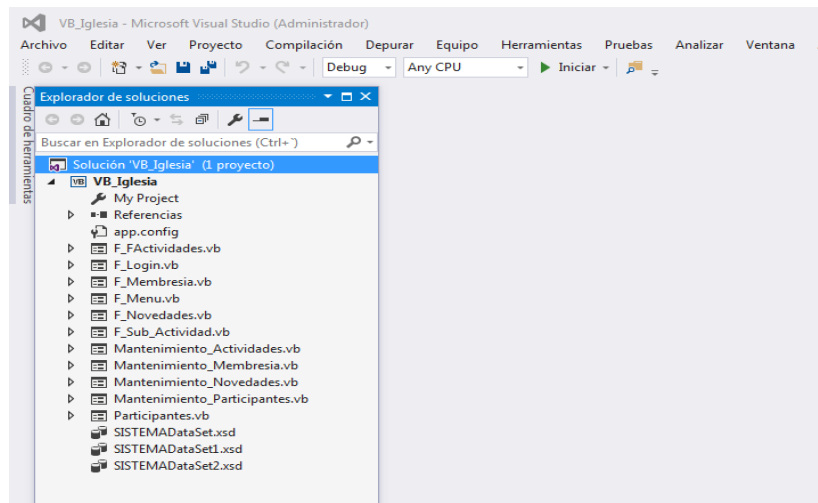 VB_Iglesia - Microsoft Visual Studio (Administrador)
Archivo Editar Ver Proyecto Compilación Depurar Equipo Herramientas Pruebas Analizar Ventana
Debug Any CPU Iniciar
Cuadro de herramientas
Explorador de soluciones
Buscar en Explorador de soluciones (Ctrl+¨)
Solución 'VB_Iglesia' (1 proyecto)
VB VB_Iglesia
My Project
Referencias
app.config
F_FActividades.vb
F_Login.vb
F_Membresia.vb
F_Menu.vb
F_Novedades.vb
F_Sub_Actividad.vb
Mantenimiento_Actividades.vb
Mantenimiento_Membresia.vb
Mantenimiento_Novedades.vb
Mantenimiento_Participantes.vb
Participantes.vb
SISTEMADataSet.xsd
SISTEMADataSet1.xsd
SISTEMADataSet2.xsd